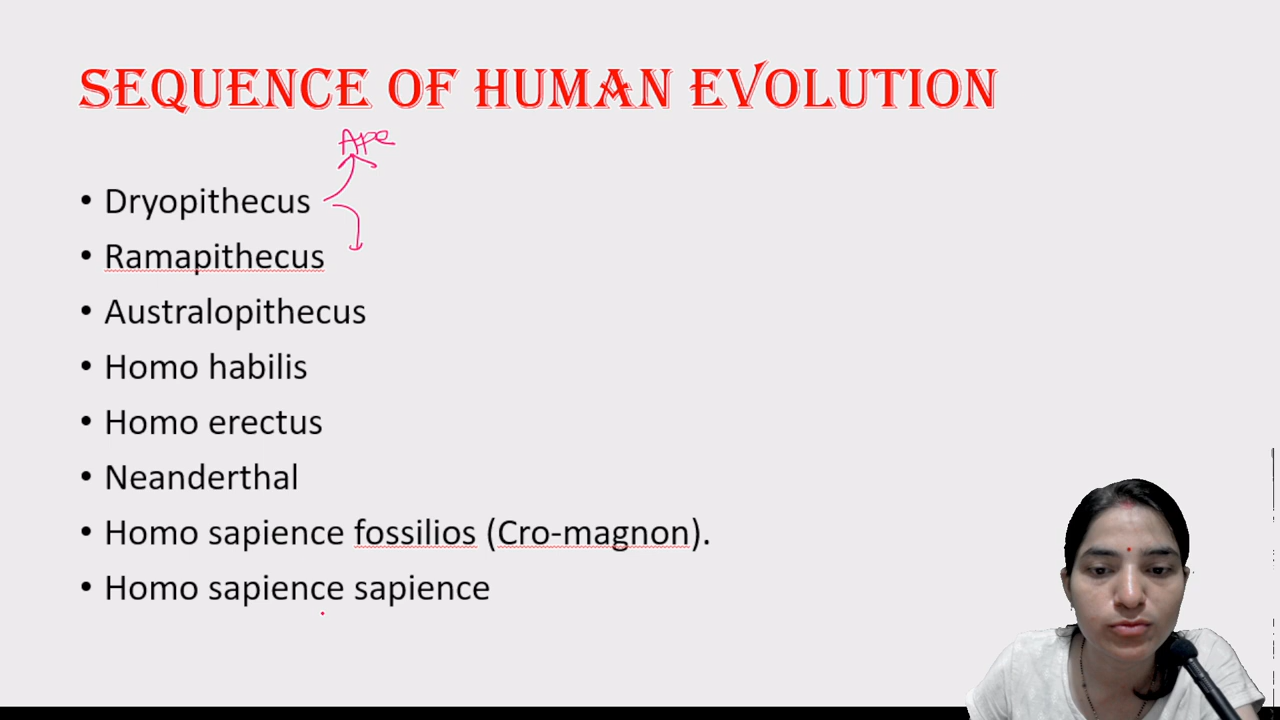 SEQUENCE OF HUMAN EVOLUTION
Ape
• Dryopithecus
• Ramapithecus
• Australopithecus
• Homo habilis
• Homo erectus
• Neanderthal
• Homo sapience fossilios (Cro-magnon).
• Homo sapience sapience